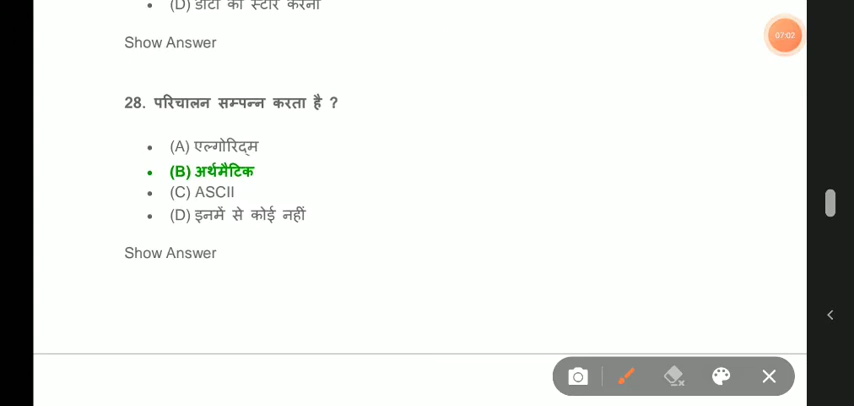 (D) डाटा को स्टोर करना
Show Answer
07:02
28. परिचालन सम्पन्न करता है ?
(A) एल्गोरिद्म
(B) अर्थमैटिक
(C) ASCII
(D) इनमें से कोई नहीं
Show Answer